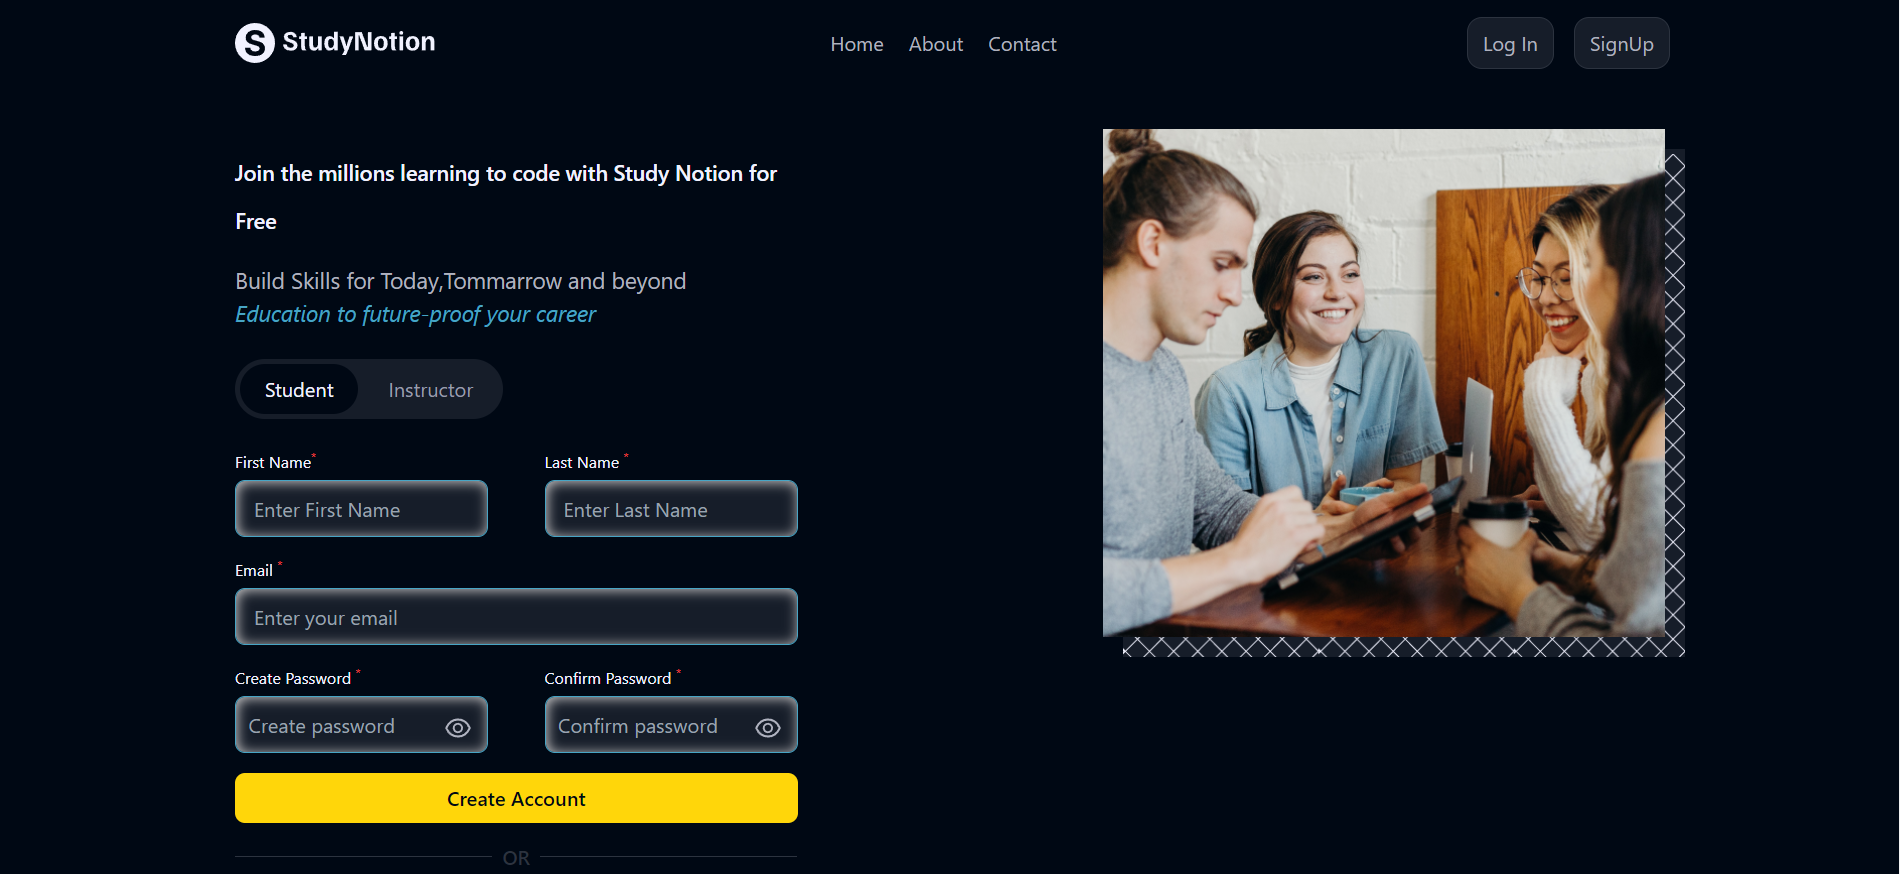 S StudyNotion
Home About Contact
Log In SignUp
Join the millions learning to code with Study Notion for
Free
Build Skills for Today,Tommarrow and beyond
Education to future-proof your career
Student Instructor
First Name* Last Name *
Enter First Name Enter Last Name
Email *
Enter your email
Create Password * Confirm Password *
Create password Confirm password
Create Account
OR